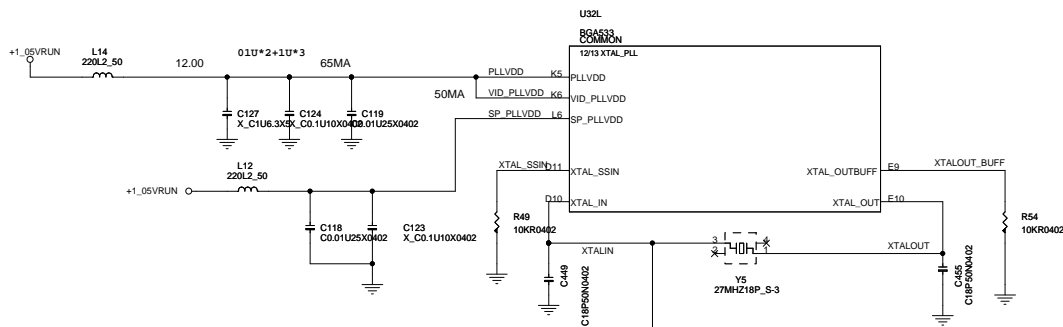 U32L
BGA533
COMMON
12/13 XTAL_PLL
+1_05VRUN
L14
220L2_50
12.00
01U*2+1U*3
65MA
50MA
PLLVDD
K5
PLLVDD
VID_PLLVDD
K6
VID_PLLVDD
SP_PLLVDD
L6
SP_PLLVDD
C127
X_C1U6.3X5
C124
X_C0.1U10X0402
C119
C0.01U25X0402
L12
220L2_50
+1_05VRUN
C118
C0.01U25X0402
C123
X_C0.1U10X0402
XTAL_SSIN
D11
XTAL_SSIN
D10
XTAL_IN
XTAL_OUTBUFF
E9
XTALOUT_BUFF
XTAL_OUT
E10
R49
10KR0402
R54
10KR0402
XTALIN
3
4
2
1
XTALOUT
Y5
27MHZ18P_S-3
C449
C18P50N0402
C455
C18P50N0402